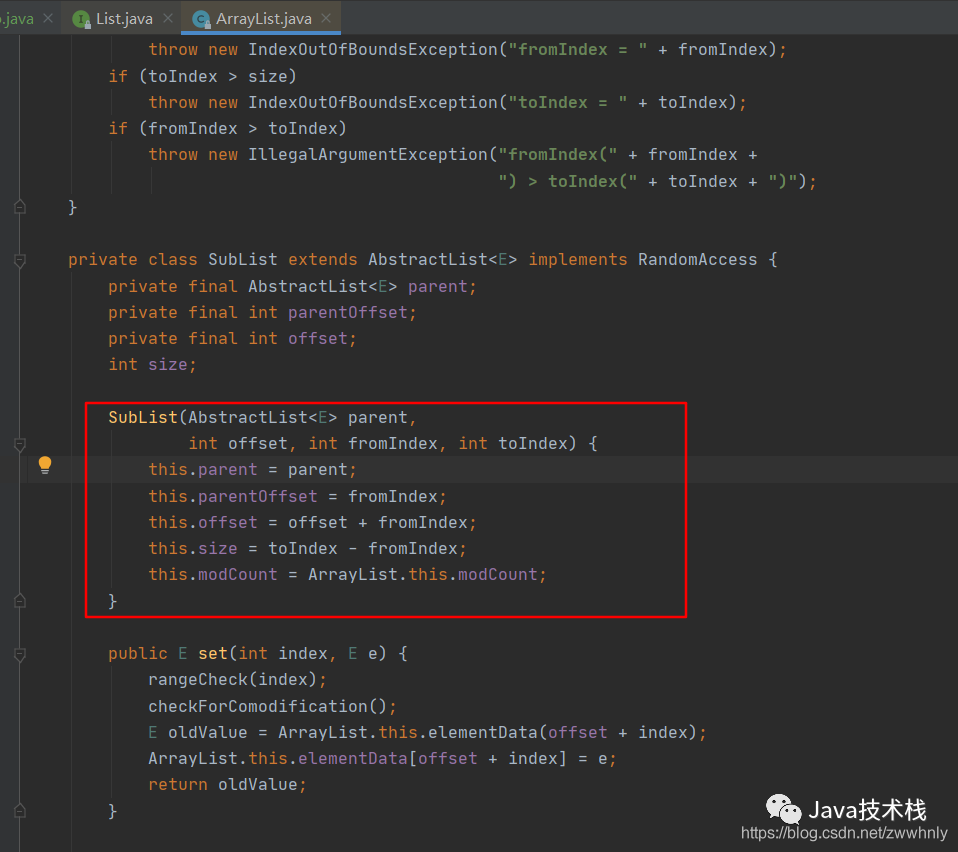 .java × I List.java × C ArrayList.java ×
throw new IndexOutOfBoundsException("fromIndex = " + fromIndex);
if (toIndex > size)
throw new IndexOutOfBoundsException("toIndex = " + toIndex);
if (fromIndex > toIndex)
throw new IllegalArgumentException("fromIndex(" + fromIndex +
") > toIndex(" + toIndex + ")");
}
private class SubList extends AbstractList<E> implements RandomAccess {
private final AbstractList<E> parent;
private final int parentOffset;
private final int offset;
int size;
SubList(AbstractList<E> parent,
int offset, int fromIndex, int toIndex) {
this.parent = parent;
this.parentOffset = fromIndex;
this.offset = offset + fromIndex;
this.size = toIndex - fromIndex;
this.modCount = ArrayList.this.modCount;
}
public E set(int index, E e) {
rangeCheck(index);
checkForComodification();
E oldValue = ArrayList.this.elementData(offset + index);
ArrayList.this.elementData[offset + index] = e;
return oldValue;
}
Java技术栈
https://blog.csdn.net/zwwhnly